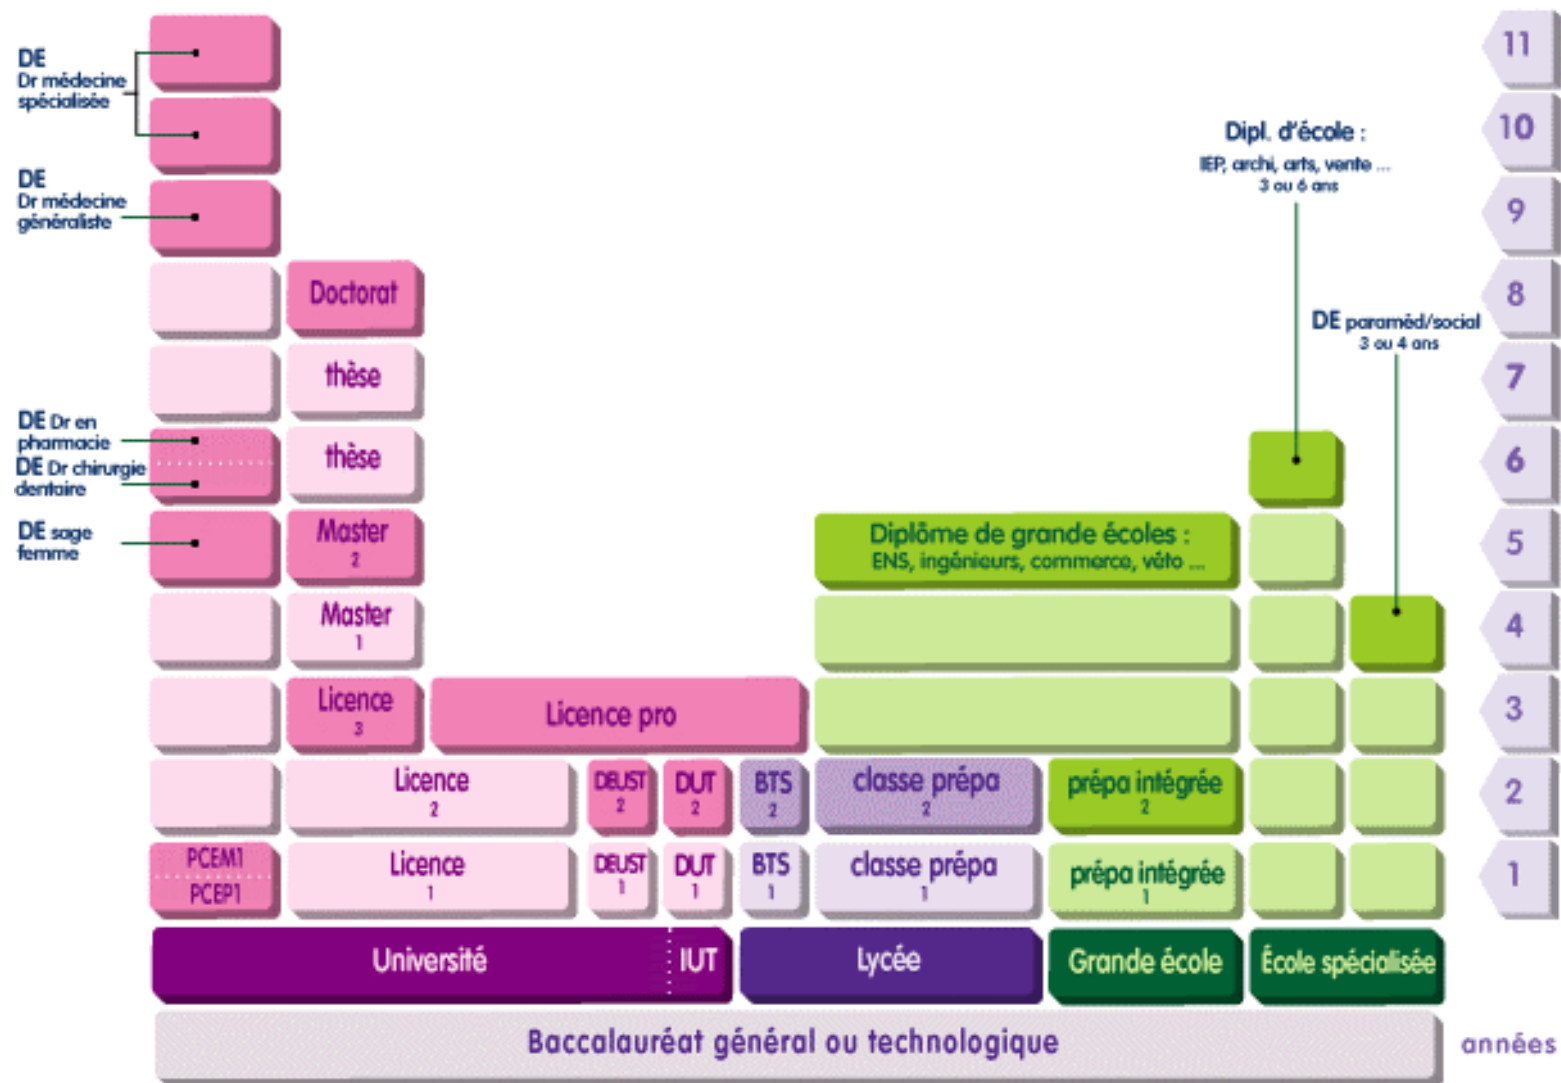 DE
Dr médecine
spécialisée
11
10
Dipl. d'école :
IEP, archi, arts, vente ...
3 ou 6 ans
DE
Dr médecine
généraliste
9
Doctorat
8
DE paraméd/social
3 ou 4 ans
thèse
7
DE Dr en
pharmacie
DE Dr chirurgie
dentaire
thèse
6
DE sage
femme
Master
2
Diplôme de grande écoles :
ENS, ingénieurs, commerce, véto ...
5
Master
1
4
Licence
3
Licence pro
3
Licence
2
DEUST
2
DUT
2
BTS
2
classe prépa
2
prépa intégrée
2
2
PCEM1
PCEP1
Licence
1
DEUST
1
DUT
1
BTS
1
classe prépa
1
prépa intégrée
1
1
Université
IUT
Lycée
Grande école
École spécialisée
Baccalauréat général ou technologique
années